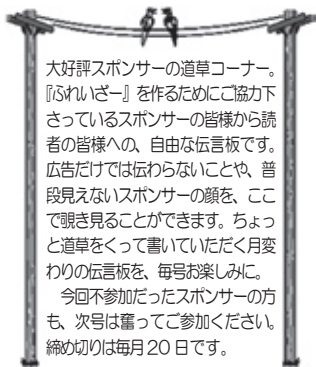 大好評スポンサーの道草コーナー。
『ふれいざー』を作るためにご協力下
さっているスポンサーの皆様から読
者の皆様への、自由な伝言板です。
広告だけでは伝わらないことや、普
段見えないスポンサーの顔を、ここ
で覗き見ることができます。ちょっ
と道草をくって書いていただく月変
わりの伝言板を、毎号お楽しみに。
　今回不参加だったスポンサーの方
も、次号は奮ってご参加ください。
締め切りは毎月20日です。